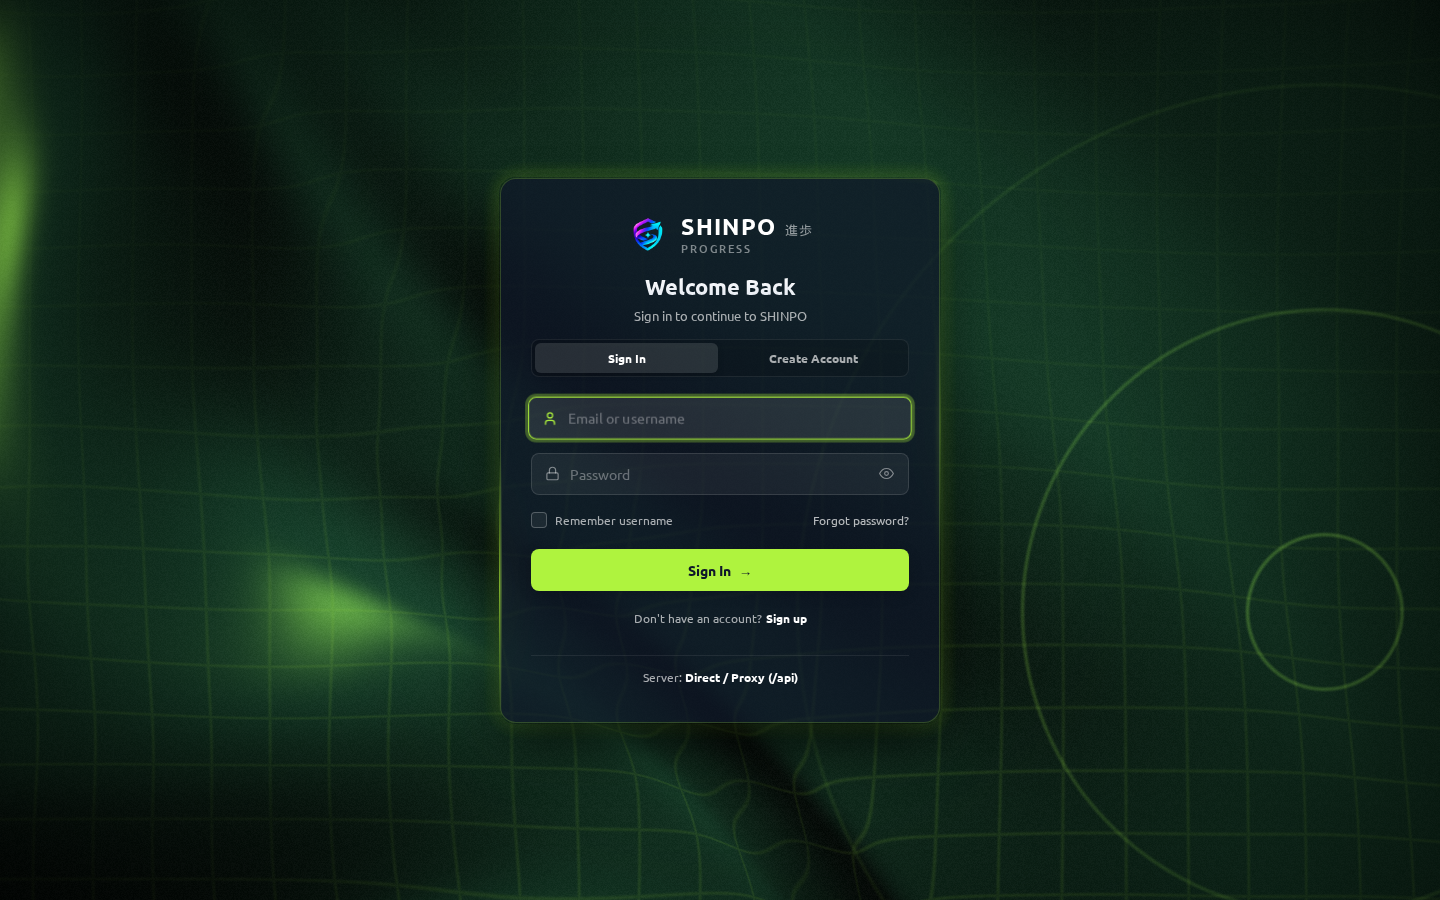 SHINPO 進歩
PROGRESS
Welcome Back
Sign in to continue to SHINPO
Sign In
Create Account
Email or username
Password
Remember username
Forgot password?
Sign In →
Don't have an account? Sign up
Server: Direct / Proxy (/api)